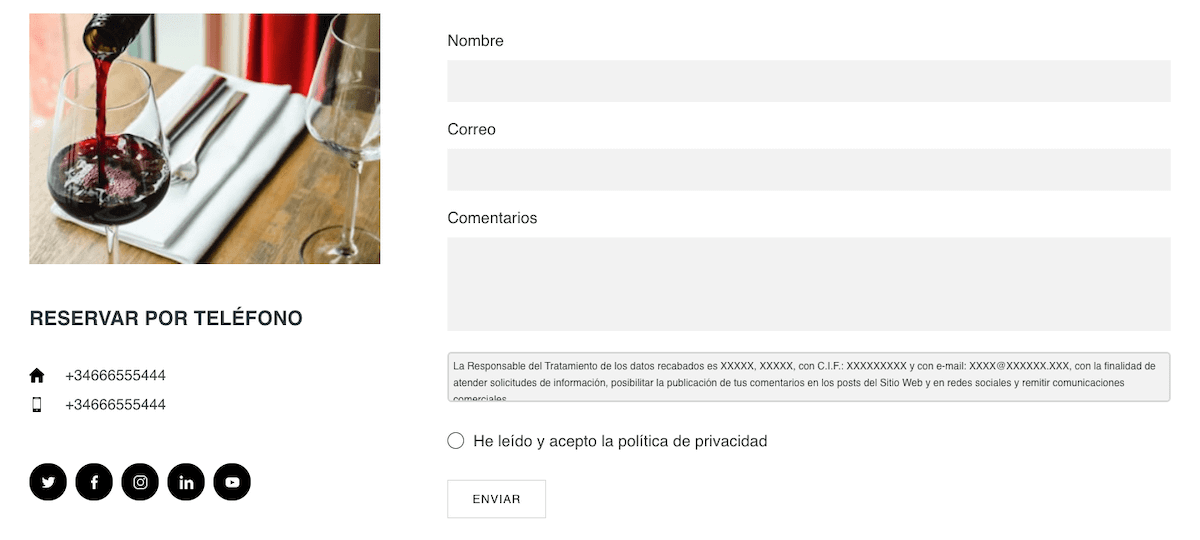 RESERVAR POR TELÉFONO
+34666555444
+34666555444
Nombre
Correo
Comentarios
La Responsable del Tratamiento de los datos recabados es XXXXX, XXXXX, con C.I.F.: XXXXXXXXX y con e-mail: XXXX@XXXXXX.XXX, con la finalidad de
atender solicitudes de información, posibilitar la publicación de tus comentarios en los posts del Sitio Web y en redes sociales y remitir comunicaciones
comerciales
He leído y acepto la política de privacidad
ENVIAR